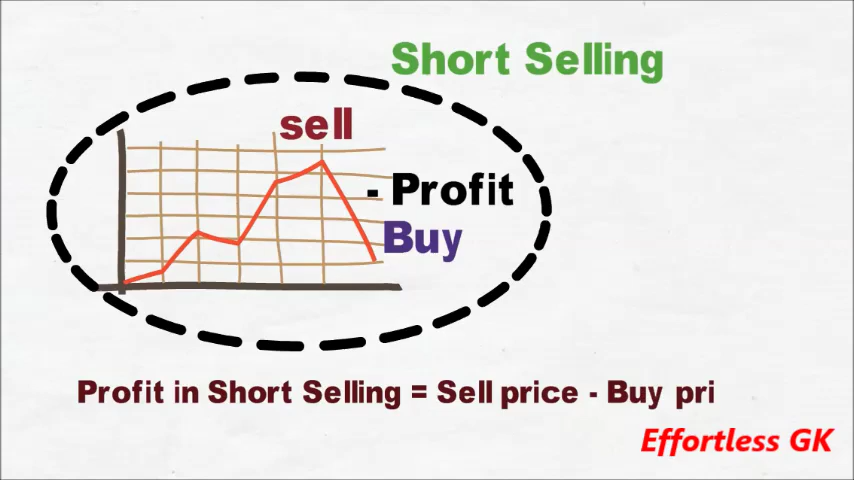 Short Selling
sell
- Profit
Buy
Profit in Short Selling = Sell price - Buy pri
Effortless GK